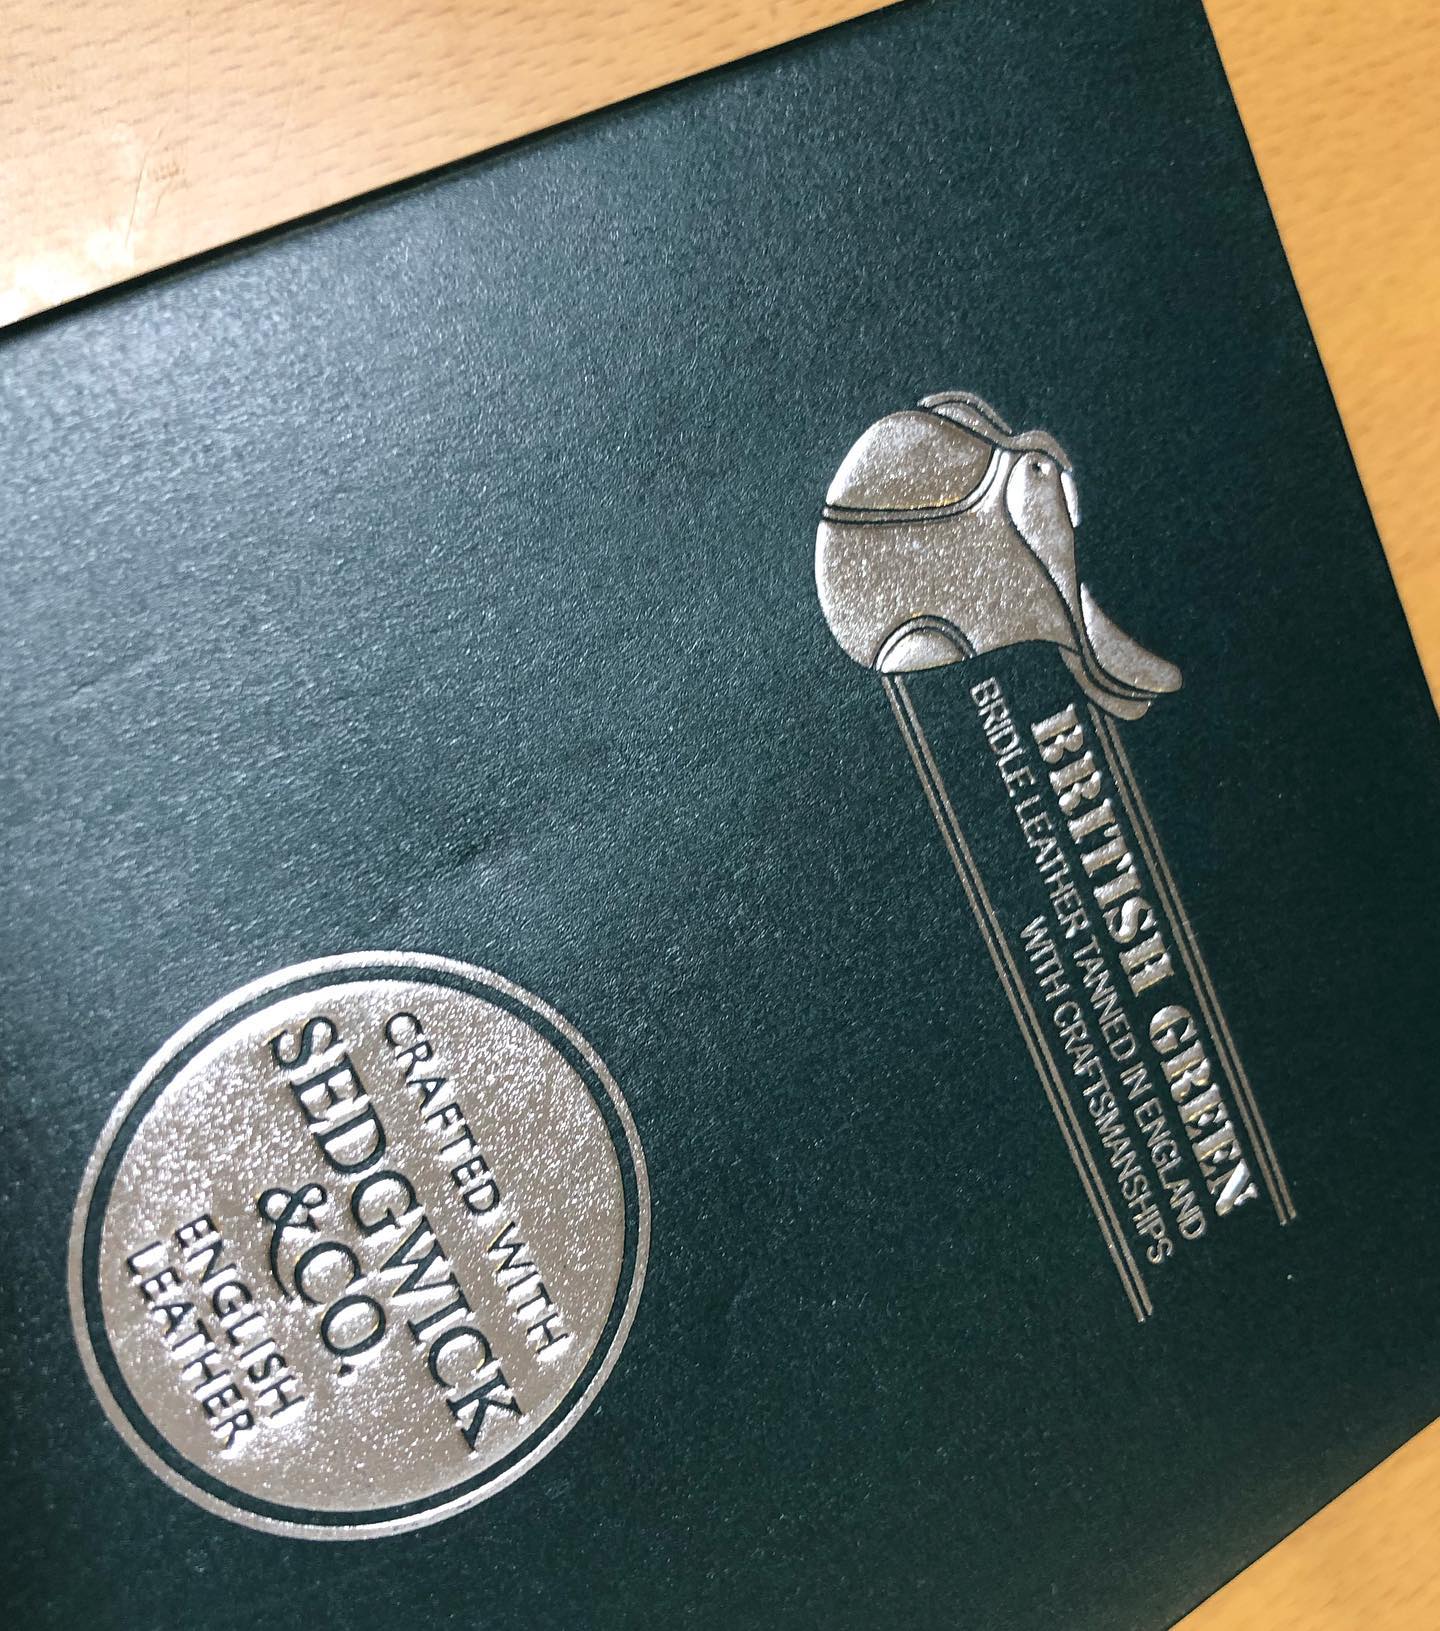 BRITISH GREEN
BRIDLE LEATHER TANNED IN ENGLAND
WITH CRAFTSMANSHIPS
CRAFTED WITH
SEDGWICK
& CO.
ENGLISH
LEATHER